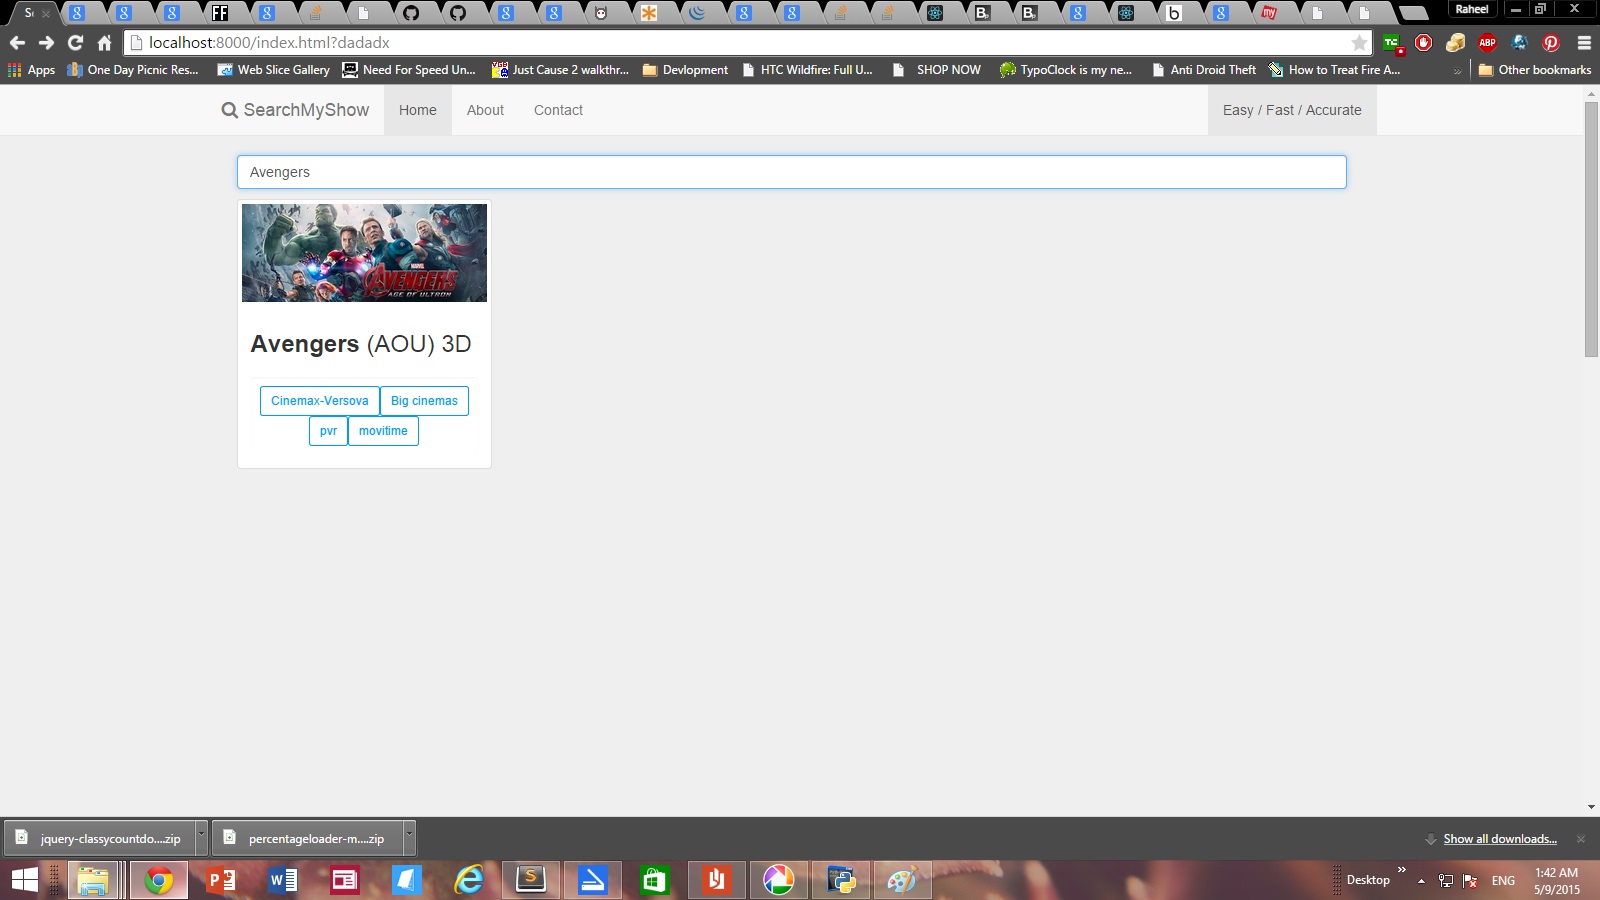 Raheel
localhost:8000/index.html?dadadx
Apps One Day Picnic Res... Web Slice Gallery Need For Speed Un... Just Cause 2 walkthr... Devlopment HTC Wildfire: Full U... SHOP NOW TypoClock is my ne... Anti Droid Theft How to Treat Fire A... » Other bookmarks
SearchMyShow Home About Contact Easy / Fast / Accurate
Avengers
MARVEL
AVENGERS
AGE OF ULTRON
Avengers (AOU) 3D
Cinemax-Versova Big cinemas
pvr movitime
jquery-classycountdo....zip percentageloader-m....zip Show all downloads...
Desktop » ENG 1:42 AM
5/9/2015